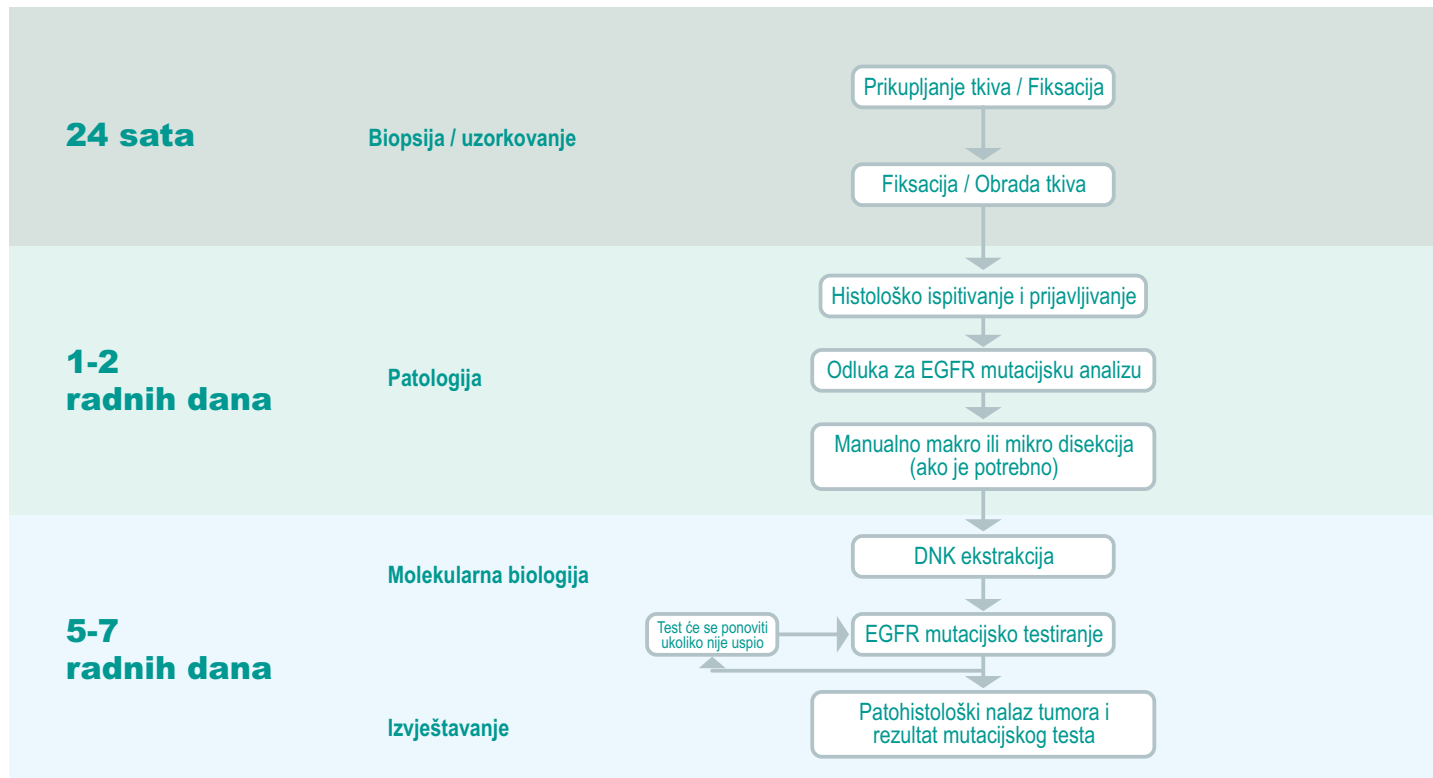 24 sata
Biopsija / uzorkovanje
Prikupljanje tkiva / Fiksacija
Fiksacija / Obrada tkiva
1-2
radnih dana
Patologija
Histološko ispitivanje i prijavljivanje
Odluka za EGFR mutacijsku analizu
Manualno makro ili mikro disekcija
(ako je potrebno)
5-7
radnih dana
Molekularna biologija
DNK ekstrakcija
Test će se ponoviti
ukoliko nije uspio
EGFR mutacijsko testiranje
Izvještavanje
Patohistološki nalaz tumora i
rezultat mutacijskog testa